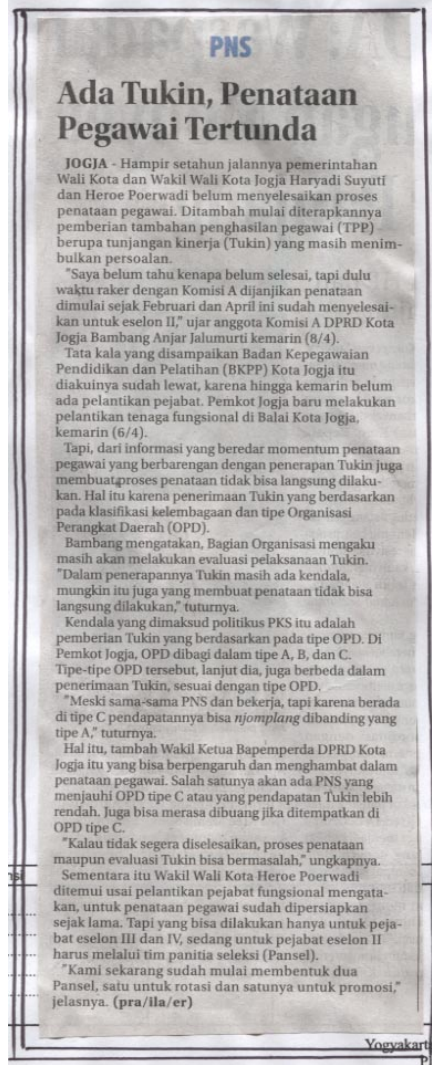 PNS
Ada Tukin, Penataan
Pegawai Tertunda
JOGJA - Hampir setahun jalannya pemerintahan
Wali Kota dan Wakil Wali Kota Jogja Haryadi Suyuti
dan Heroe Poerwadi belum menyelesaikan proses
penataan pegawai. Ditambah mulai diterapkannya
pemberian tambahan penghasilan pegawai (TPP)
berupa tunjangan kinerja (Tukin) yang masih menim-
bulkan persoalan.
"Saya belum tahu kenapa belum selesai, tapi dulu
waktu raker dengan Komisi A dijanjikan penataan
dimulai sejak Februari dan April ini sudah menyelesai-
kan untuk eselon II," ujar anggota Komisi A DPRD Kota
Jogja Bambang Anjar Jalumurti kemarin (8/4).
Tata kala yang disampaikan Badan Kepegawaian
Pendidikan dan Pelatihan (BKPP) Kota Jogja itu
diakuinya sudah lewat, karena hingga kemarin belum
ada pelantikan pejabat. Pemkot Jogja baru melakukan
pelantikan tenaga fungsional di Balai Kota Jogja,
kemarin (6/4).
Tapi, dari informasi yang beredar momentum penataan
pegawai yang berbarengan dengan penerapan Tukin juga
membuat proses penataan tidak bisa langsung dilaku-
kan. Hal itu karena penerimaan Tukin yang berdasarkan
pada klasifikasi kelembagaan dan tipe Organisasi
Perangkat Daerah (OPD).
Bambang mengatakan, Bagian Organisasi mengaku
masih akan melakukan evaluasi pelaksanaan Tukin.
"Dalam penerapannya Tukin masih ada kendala,
mungkin itu juga yang membuat penataan tidak bisa
langsung dilakukan," tuturnya.
Kendala yang dimaksud politikus PKS itu adalah
pemberian Tukin yang berdasarkan pada tipe OPD. Di
Pemkot Jogja, OPD dibagi dalam tipe A, B, dan C.
Tipe-tipe OPD tersebut, lanjut dia, juga berbeda dalam
penerimaan Tukin, sesuai dengan tipe OPD.
"Meski sama-sama PNS dan bekerja, tapi karena berada
di tipe C pendapatannya bisa njomplang dibanding yang
tipe A," tuturnya.
Hal itu, tambah Wakil Ketua Bapemperda DPRD Kota
Jogja itu yang bisa berpengaruh dan menghambat dalam
penataan pegawai. Salah satunya akan ada PNS yang
menjauhi OPD tipe C atau yang pendapatan Tukin lebih
rendah. Juga bisa merasa dibuang jika ditempatkan di
OPD tipe C.
"Kalau tidak segera diselesaikan, proses penataan
maupun evaluasi Tukin bisa bermasalah," ungkapnya.
Sementara itu Wakil Wali Kota Heroe Poerwadi
ditemui usai pelantikan pejabat fungsional mengata-
kan, untuk penataan pegawai sudah dipersiapkan
sejak lama. Tapi yang bisa dilakukan hanya untuk peja-
bat eselon III dan IV, sedang untuk pejabat eselon II
harus melalui tim panitia seleksi (Pansel).
"Kami sekarang sudah mulai membentuk dua
Pansel, satu untuk rotasi dan satunya untuk promosi,"
jelasnya. (pra/ila/er)